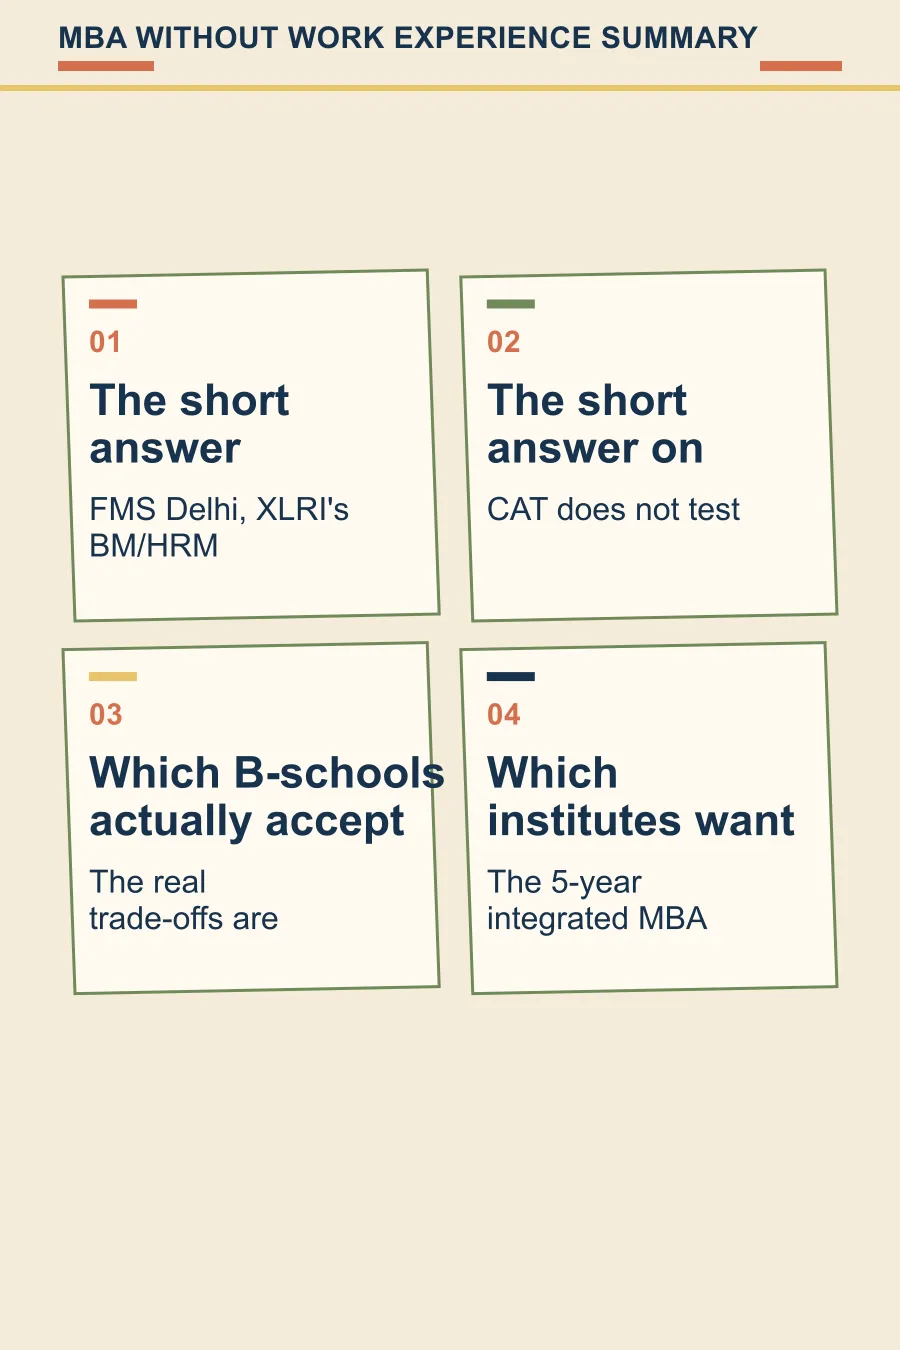 MBA WITHOUT WORK EXPERIENCE SUMMARY
01
The short
answer
FMS Delhi, XLRI's
BM/HRM
02
The short
answer on
CAT does not test
03
Which B-schools
actually accept
The real
trade-offs are
04
Which
institutes want
The 5-year
integrated MBA